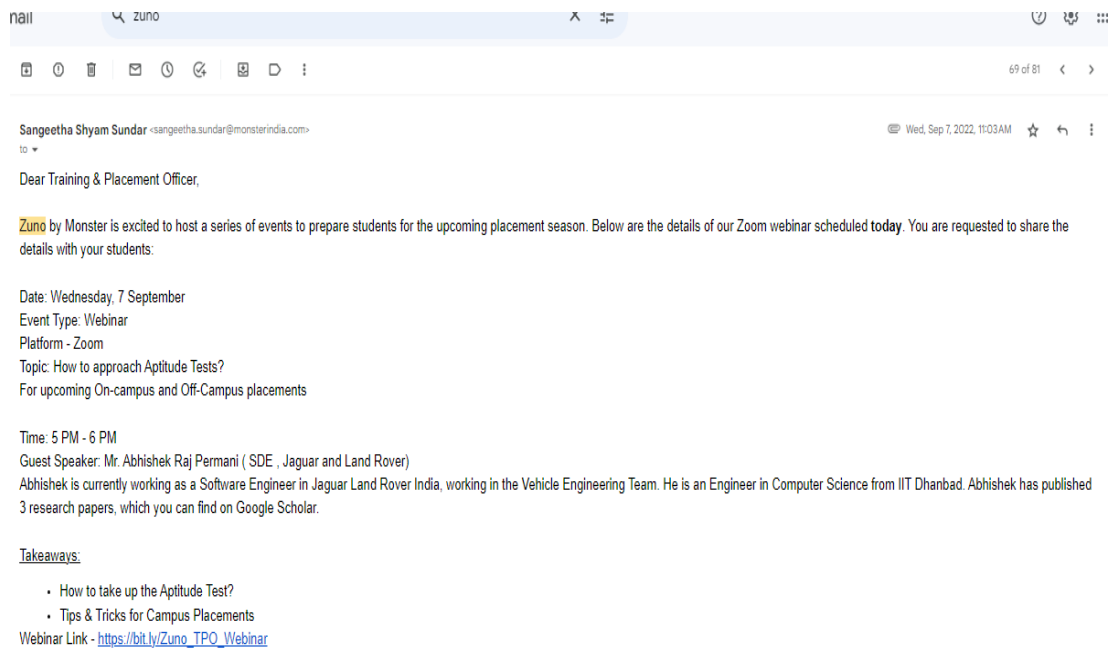 nail
zuno
69 of 81
Sangeetha Shyam Sundar <sangeetha.sundar@monsterindia.com>
Wed, Sep 7, 2022, 11:03 AM
to
Dear Training & Placement Officer,
Zuno by Monster is excited to host a series of events to prepare students for the upcoming placement season. Below are the details of our Zoom webinar scheduled today. You are requested to share the
details with your students:
Date: Wednesday, 7 September
Event Type: Webinar
Platform - Zoom
Topic: How to approach Aptitude Tests?
For upcoming On-campus and Off-Campus placements
Time: 5 PM - 6 PM
Guest Speaker: Mr. Abhishek Raj Permani ( SDE , Jaguar and Land Rover)
Abhishek is currently working as a Software Engineer in Jaguar Land Rover India, working in the Vehicle Engineering Team. He is an Engineer in Computer Science from IIT Dhanbad. Abhishek has published
3 research papers, which you can find on Google Scholar.
Takeaways:
• How to take up the Aptitude Test?
• Tips & Tricks for Campus Placements
Webinar Link - https://bit.ly/Zuno_TPO_Webinar